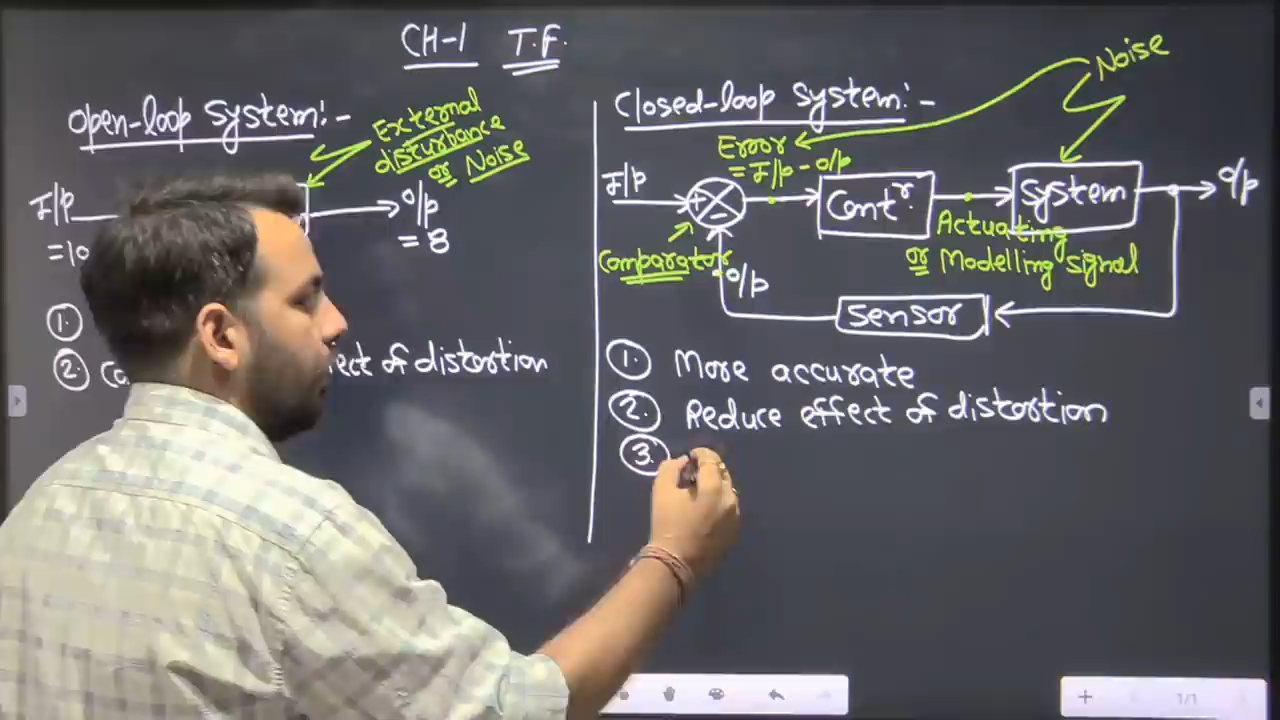 CH-1 T.F.
Open-loop system:-
External
disturbance
or Noise
I/p
=10
O/p
= 8
1.
2.
ect of distortion
Closed-loop system:-
Noise
Error
= I/p - O/p
I/p
+
-
Contr.
System
O/p
Actuating
or Modelling signal
Comparator
O/p
Sensor
1. More accurate
2. Reduce effect of distortion
3.
1/1